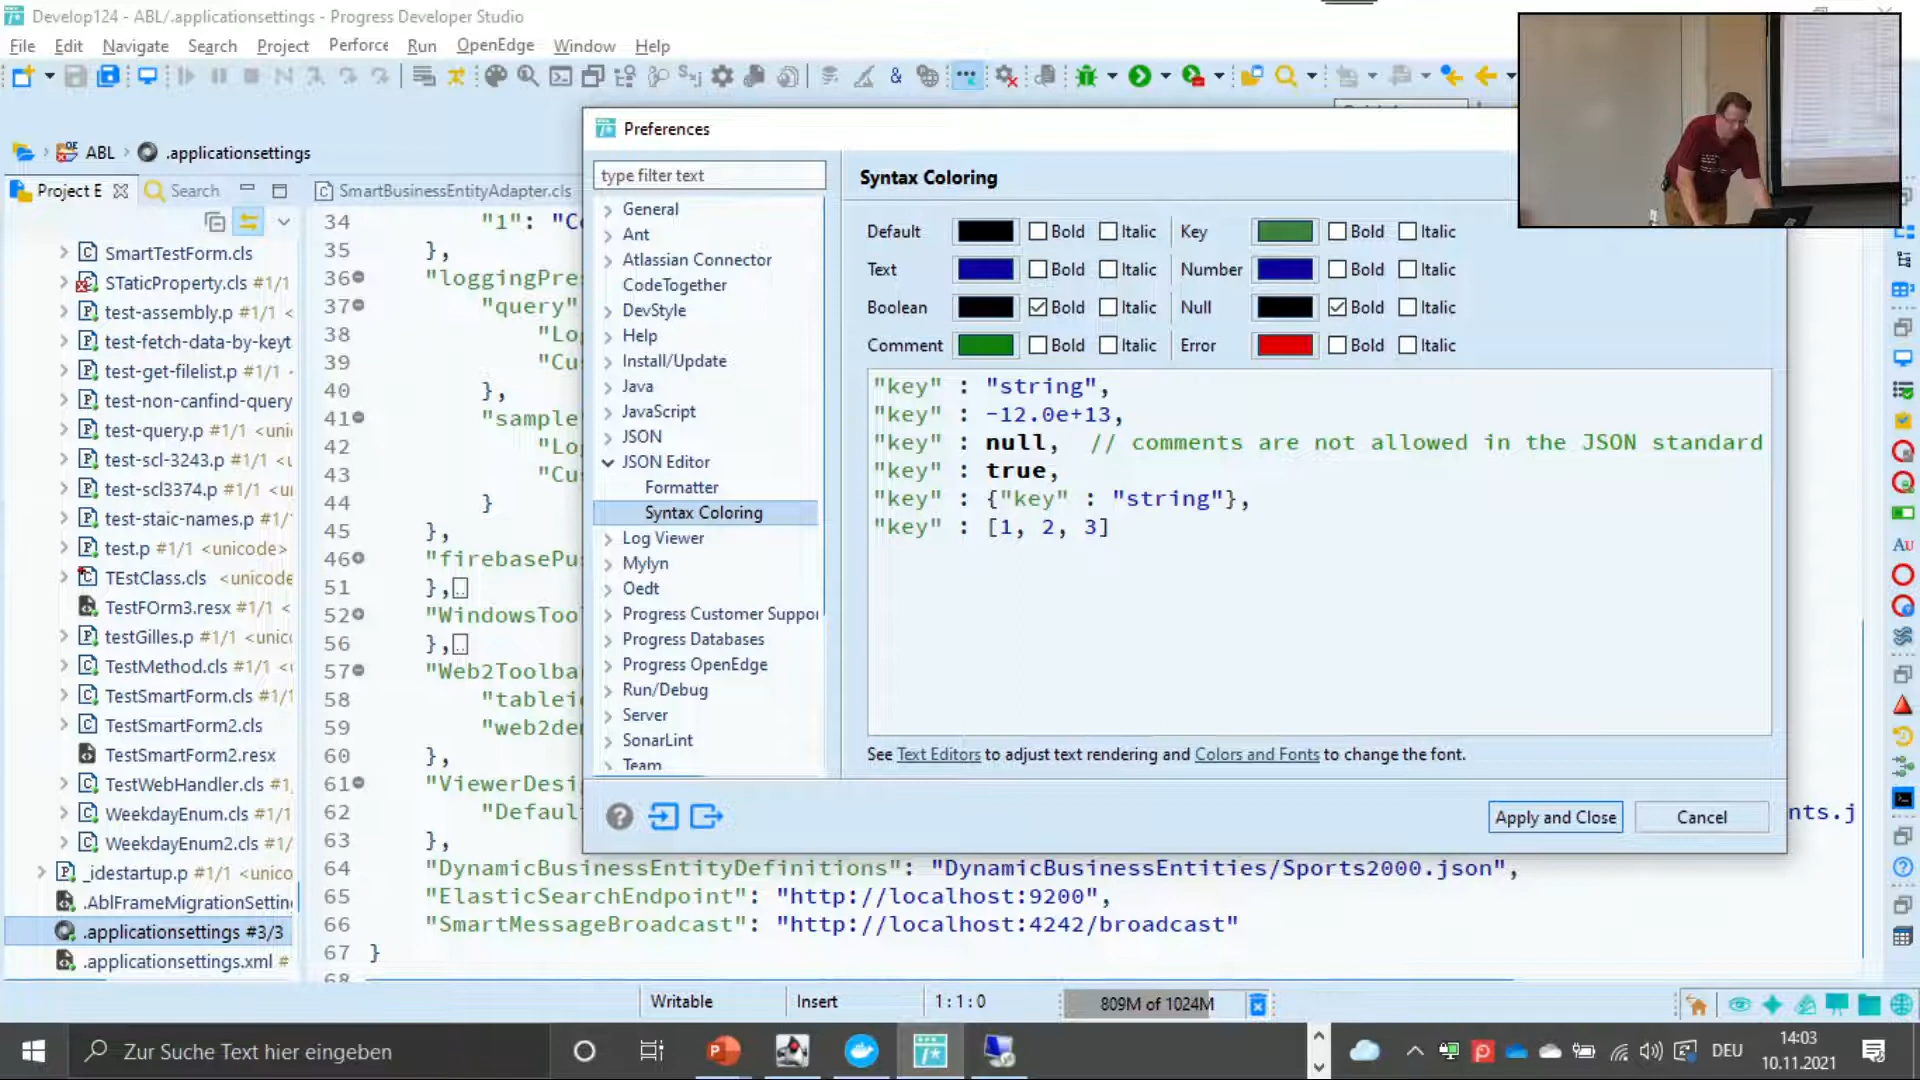 Develop124 - ABL/.applicationsettings - Progress Developer Studio
File Edit Navigate Search Project Perforce Run OpenEdge Window Help
ABL .applicationsettings
Project E Search
SmartBusinessEntityAdapter.cls
SmartTestForm.cls
STaticProperty.cls #1/1
test-assembly.p #1/1 <
test-fetch-data-by-keyt
test-get-filelist.p #1/1
test-non-canfind-query
test-query.p #1/1 <uni
test-scl-3243.p #1/1
test-scl3374.p #1/1
test-staic-names.p #1/
test.p #1/1 <unicode>
TEstClass.cls <unicode
TestFOrm3.resx #1/1 <
testGilles.p #1/1 <unic
TestMethod.cls #1/1 <
TestSmartForm.cls #1/1
TestSmartForm2.cls
TestSmartForm2.resx
TestWebHandler.cls #1
WeekdayEnum.cls #1/1
WeekdayEnum2.cls #1/
_idestartup.p #1/1 <unico
.AblFrameMigrationSettin
.applicationsettings #3/3
.applicationsettings.xml #
34 "1": "Co
35 },
36 "loggingPre
37 "query"
38 "Lo
39 "Cu
40 },
41 "sample
42 "Lo
43 "Cu
44 }
45 },
46 "firebasePu
51 },
52 "WindowsToo
56 },
57 "Web2Toolba
58 "tablei
59 "web2de
60 },
61 "ViewerDesi
62 "Defaul nts.j
63 },
64 "DynamicBusinessEntityDefinitions": "DynamicBusinessEntities/Sports2000.json",
65 "ElasticSearchEndpoint": "http://localhost:9200",
66 "SmartMessageBroadcast": "http://localhost:4242/broadcast"
67 }
68
Preferences
type filter text
General
Ant
Atlassian Connector
CodeTogether
DevStyle
Help
Install/Update
Java
JavaScript
JSON
JSON Editor
Formatter
Syntax Coloring
Log Viewer
Mylyn
Oedt
Progress Customer Suppor
Progress Databases
Progress OpenEdge
Run/Debug
Server
SonarLint
Team
Syntax Coloring
Default Bold Italic Key Bold Italic
Text Bold Italic Number Bold Italic
Boolean Bold Italic Null Bold Italic
Comment Bold Italic Error Bold Italic
"key" : "string",
"key" : -12.0e+13,
"key" : null, // comments are not allowed in the JSON standard
"key" : true,
"key" : {"key" : "string"},
"key" : [1, 2, 3]
See Text Editors to adjust text rendering and Colors and Fonts to change the font.
Apply and Close Cancel
Writable Insert 1:1:0 809M of 1024M
Zur Suche Text hier eingeben
DEU
14:03
10.11.2021